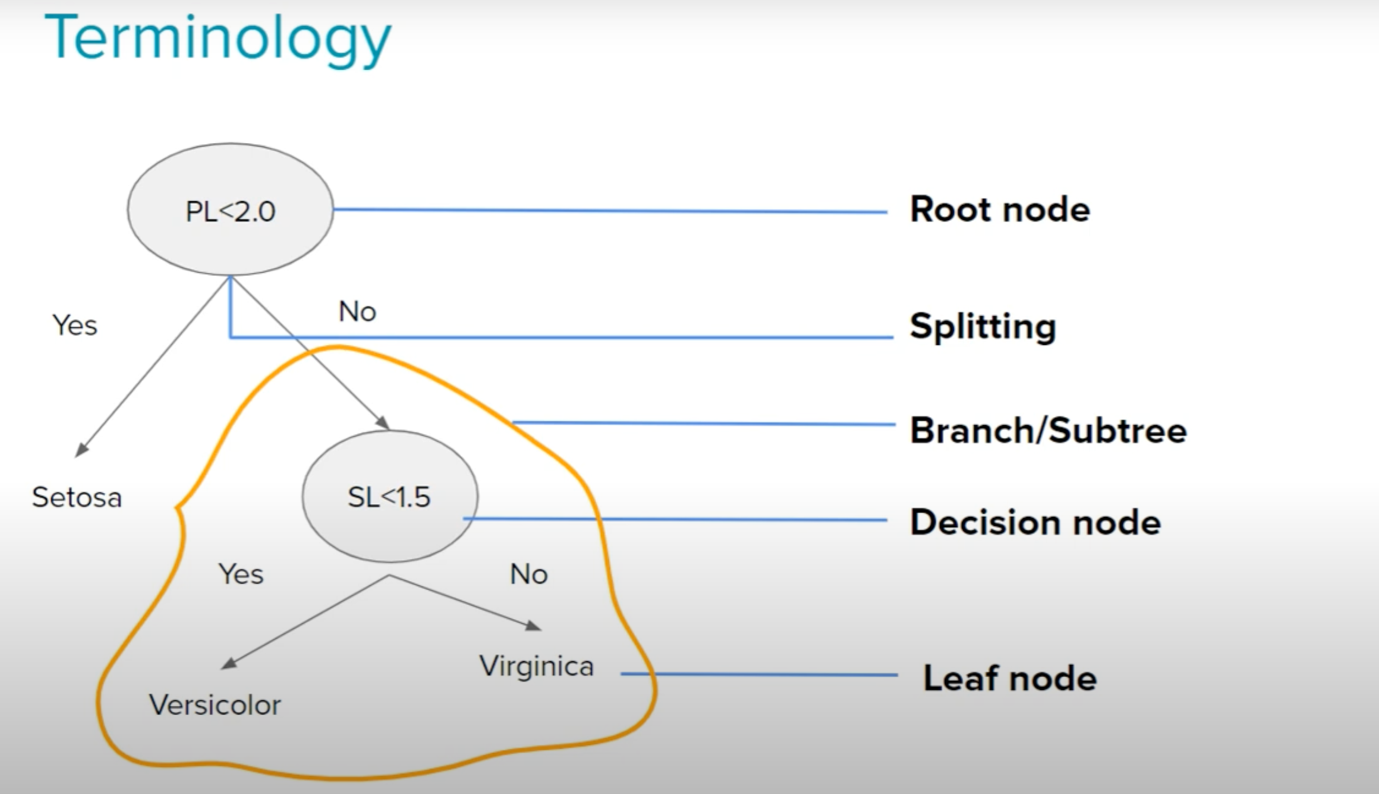 Terminology
PL<2.0
Root node
Yes
No
Splitting
Branch/Subtree
Setosa
SL<1.5
Decision node
Yes
No
Virginica
Leaf node
Versicolor